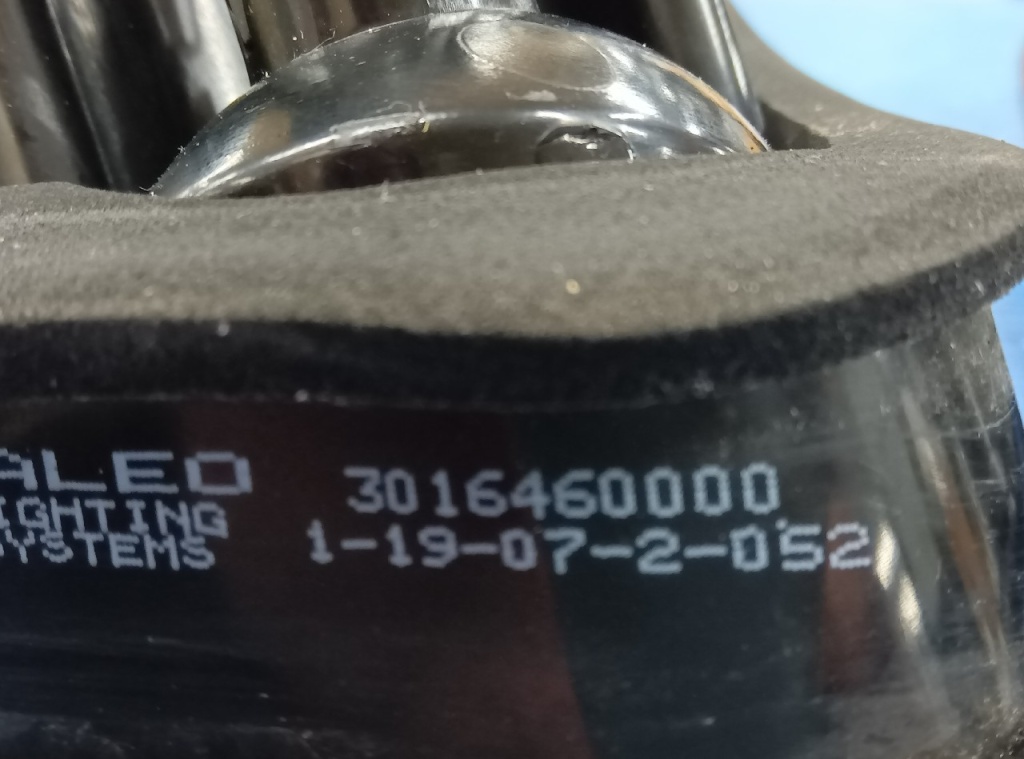 ALEO
IGHTING
YSTEMS
3016460000
1-19-07-2-052